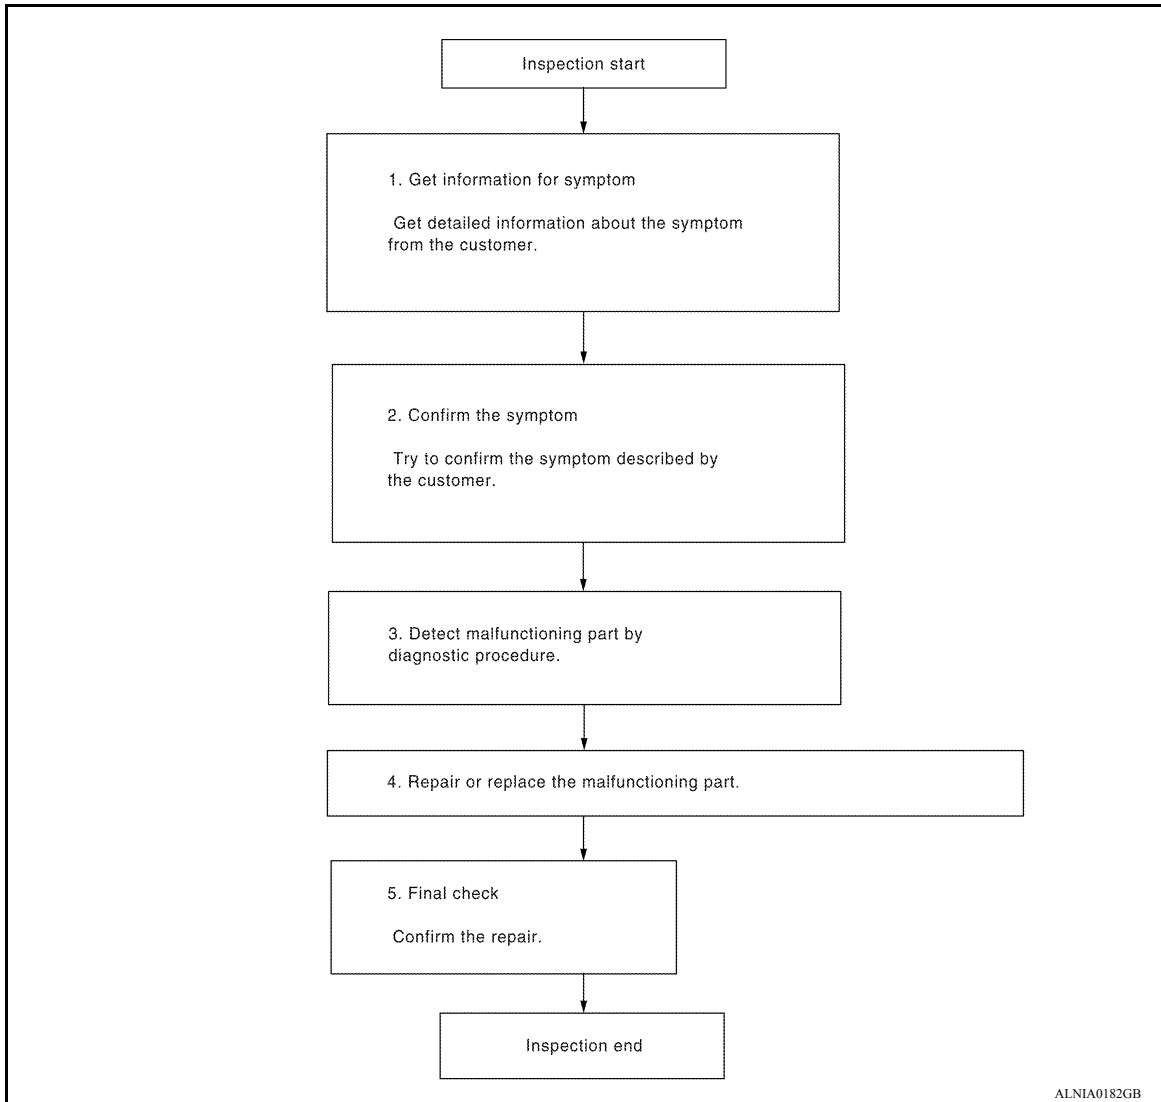 Inspection start
1. Get information for symptom
Get detailed information about the symptom
from the customer.
2. Confirm the symptom
Try to confirm the symptom described by
the customer.
3. Detect malfunctioning part by
diagnostic procedure.
4. Repair or replace the malfunctioning part.
5. Final check
Confirm the repair.
Inspection end
ALNIA0182GB